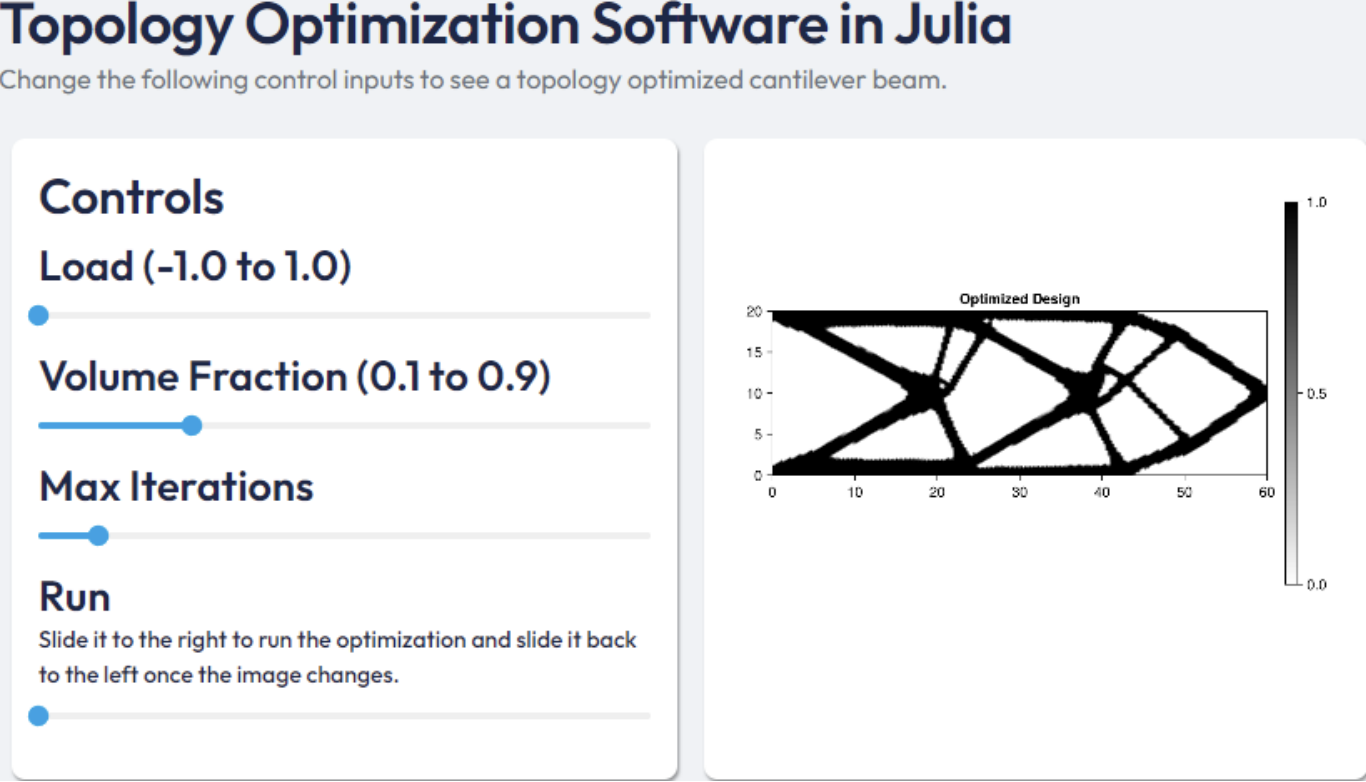 Topology Optimization Software in Julia
Change the following control inputs to see a topology optimized cantilever beam.
Controls
Load (-1.0 to 1.0)
Volume Fraction (0.1 to 0.9)
Max Iterations
Run
Slide it to the right to run the optimization and slide it back
to the left once the image changes.
Optimized Design
20
15
10
5
0
0 10 20 30 40 50 60
1.0
0.5
0.0